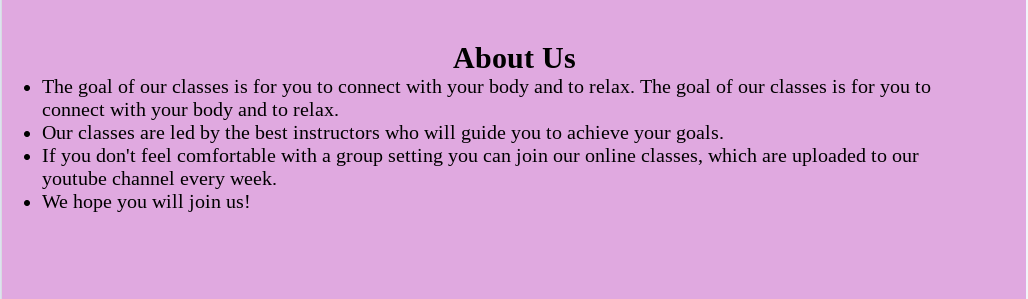 About Us
The goal of our classes is for you to connect with your body and to relax. The goal of our classes is for you to
connect with your body and to relax.
Our classes are led by the best instructors who will guide you to achieve your goals.
If you don't feel comfortable with a group setting you can join our online classes, which are uploaded to our
youtube channel every week.
We hope you will join us!